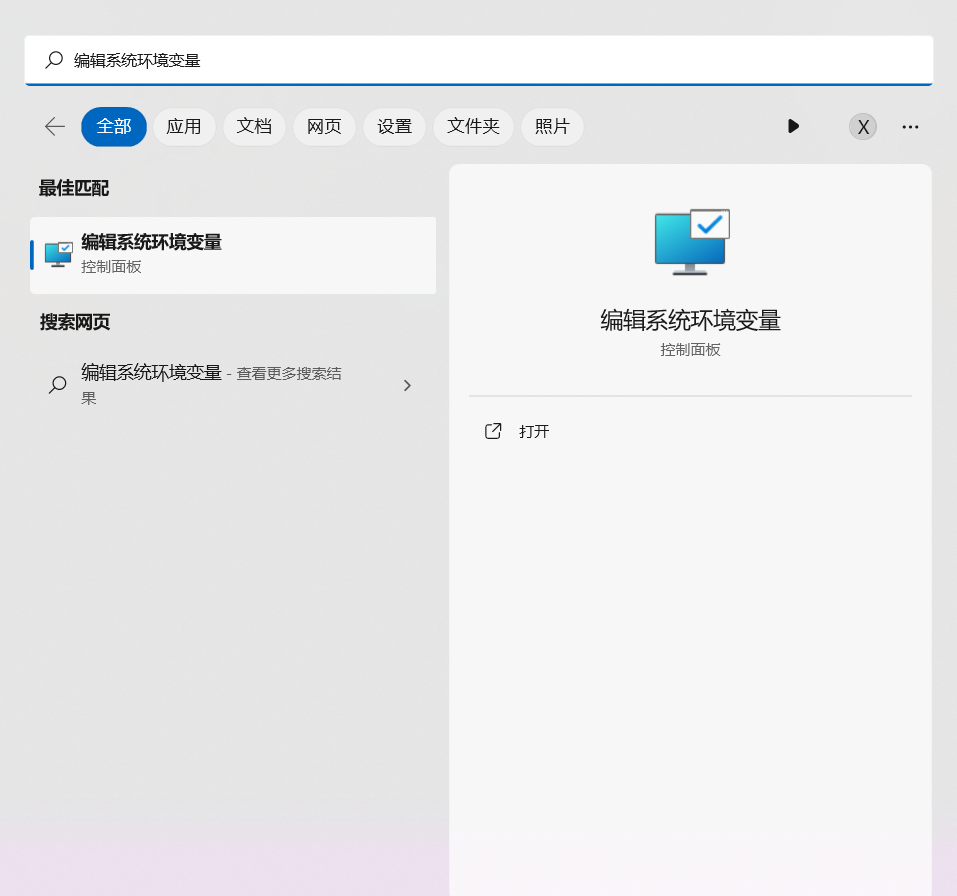 编辑系统环境变量
全部 应用 文档 网页 设置 文件夹 照片 X
最佳匹配
编辑系统环境变量
控制面板
搜索网页
编辑系统环境变量 - 查看更多搜索结
果
编辑系统环境变量
控制面板
打开